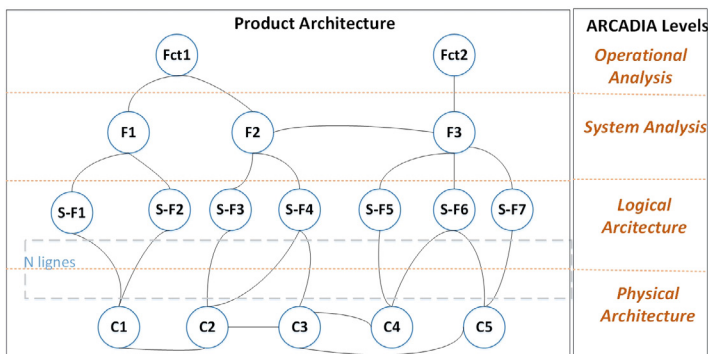 Product Architecture
ARCADIA Levels
Fct1
Fct2
Operational
Analysis
F1
F2
F3
System Analysis
S-F1
S-F2
S-F3
S-F4
S-F5
S-F6
S-F7
Logical
Arcitecture
N lignes
Physical
Architecture
C1
C2
C3
C4
C5